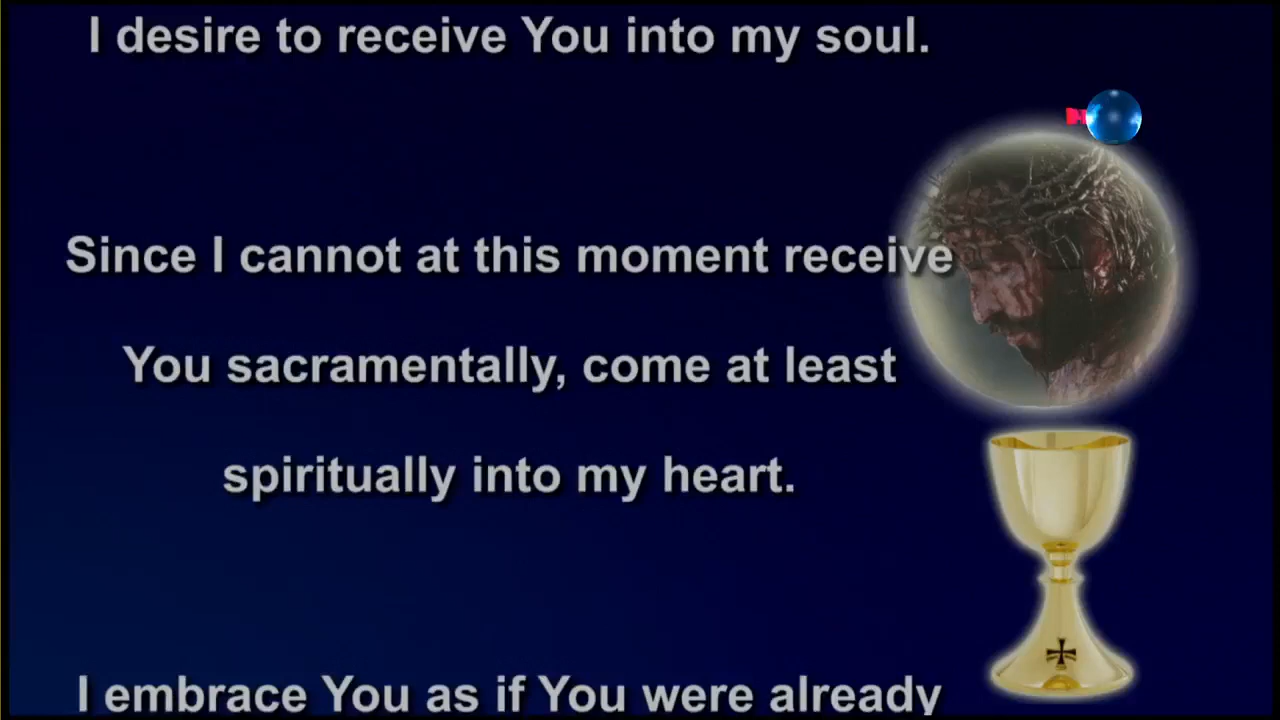 I desire to receive You into my soul.
Since I cannot at this moment receive
You sacramentally, come at least
spiritually into my heart.
I embrace You as if You were already